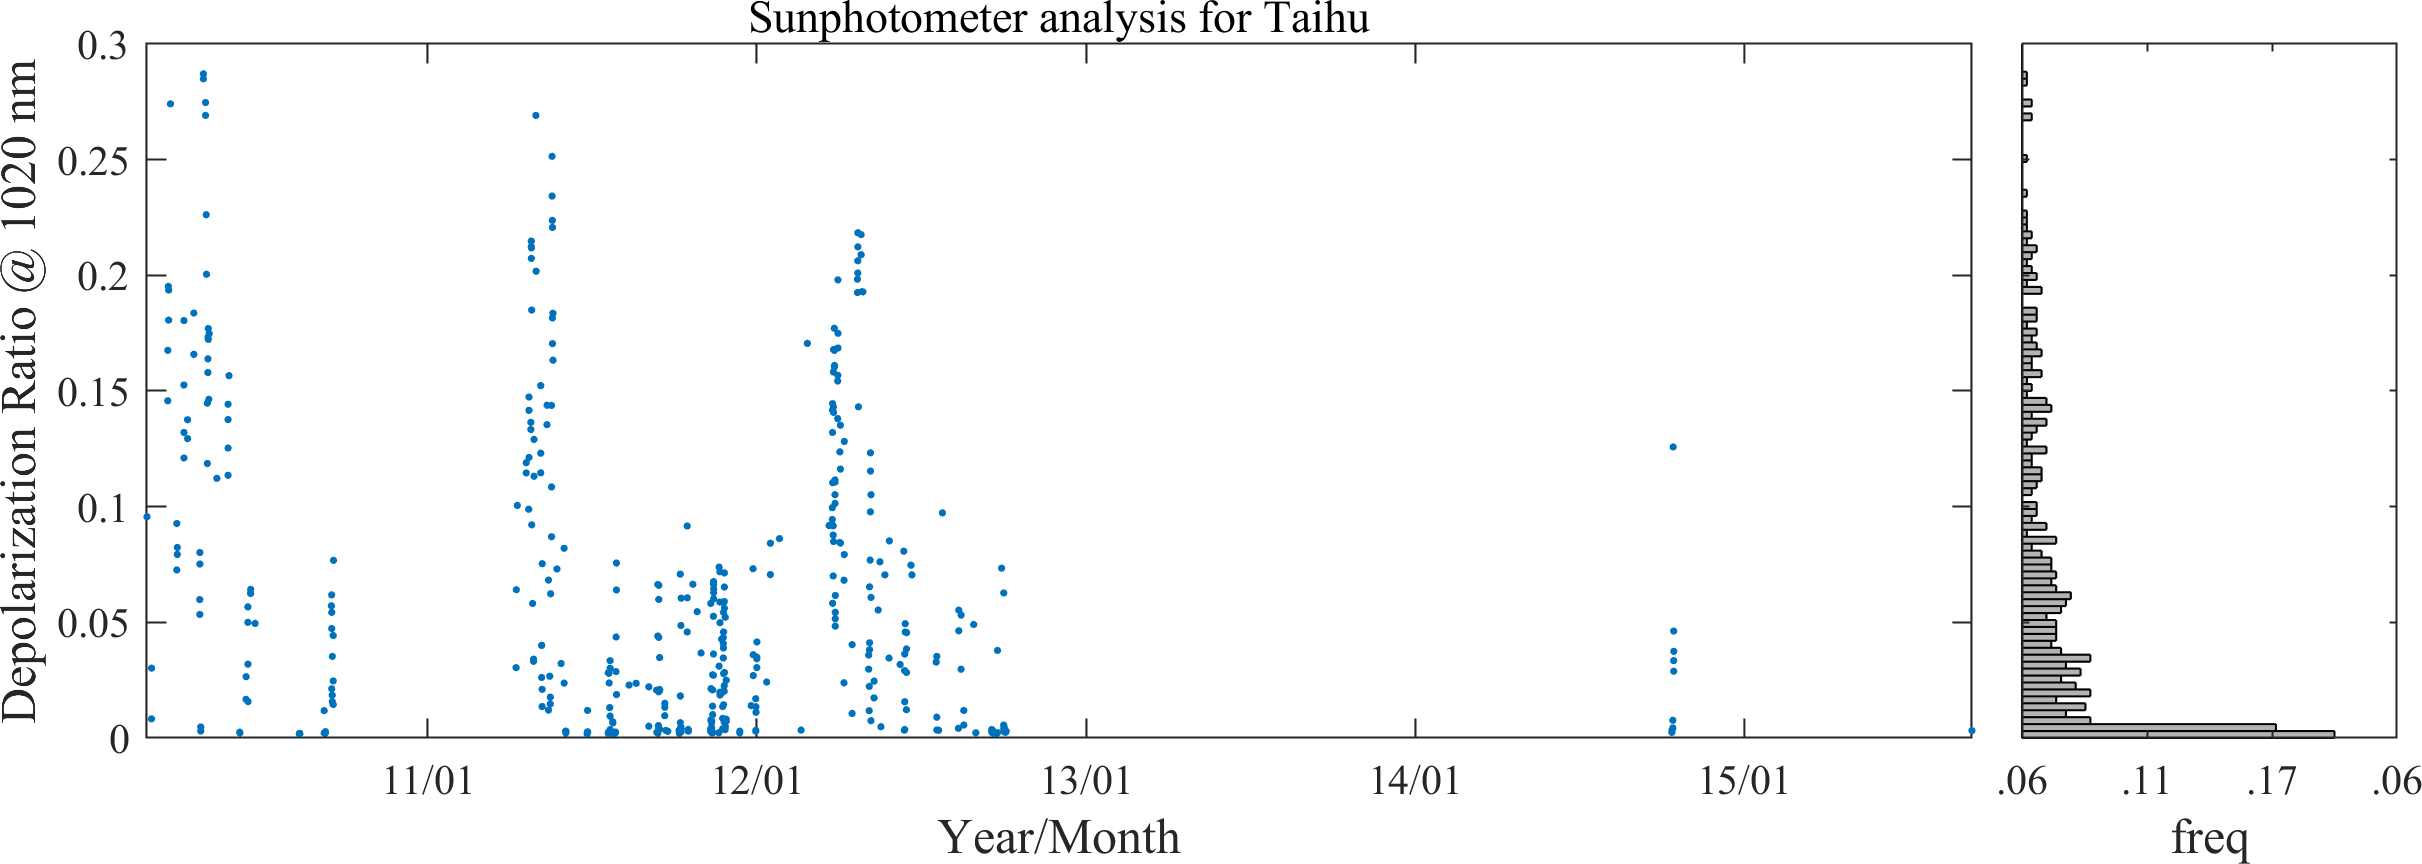 Sunphotometer analysis for Taihu
Depolarization Ratio @ 1020 nm
0.3
0.25
0.2
0.15
0.1
0.05
0
11/01 12/01 13/01 14/01 15/01
Year/Month
.06 .11 .17 .06
freq